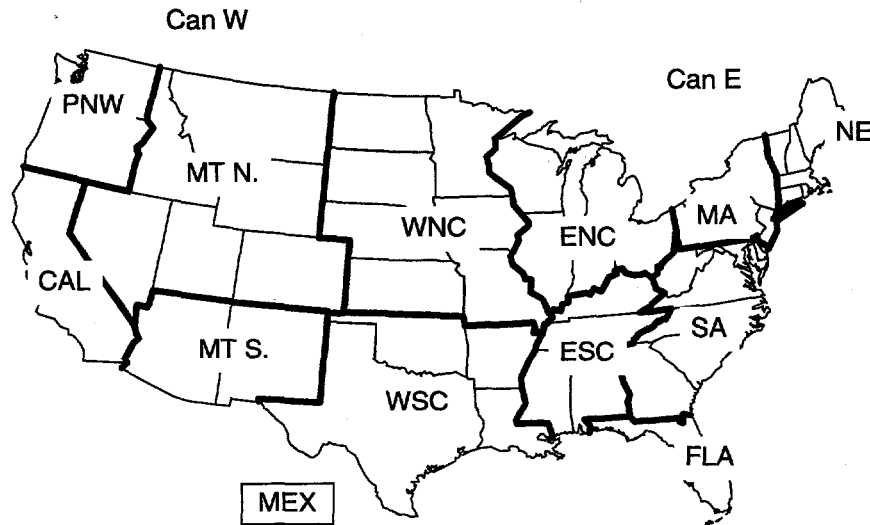 Can W
Can E
PNW
NE
MT N.
MA
WNC
ENC
CAL
SA
MT S.
ESC
WSC
FLA
MEX